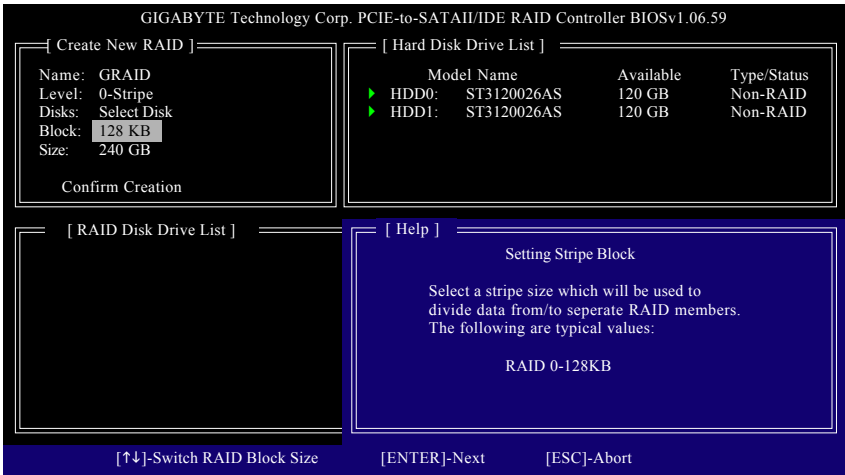 GIGABYTE Technology Corp. PCIE-to-SATAII/IDE RAID Controller BIOSv1.06.59
[ Create New RAID ]
Name: GRAID
Level: 0-Stripe
Disks: Select Disk
Block: 128 KB
Size: 240 GB
Confirm Creation
[ Hard Disk Drive List ]
Model Name Available Type/Status
HDD0: ST3120026AS 120 GB Non-RAID
HDD1: ST3120026AS 120 GB Non-RAID
[ RAID Disk Drive List ]
[ Help ]
Setting Stripe Block
Select a stripe size which will be used to
divide data from/to seperate RAID members.
The following are typical values:
RAID 0-128KB
[↑↓]-Switch RAID Block Size [ENTER]-Next [ESC]-Abort